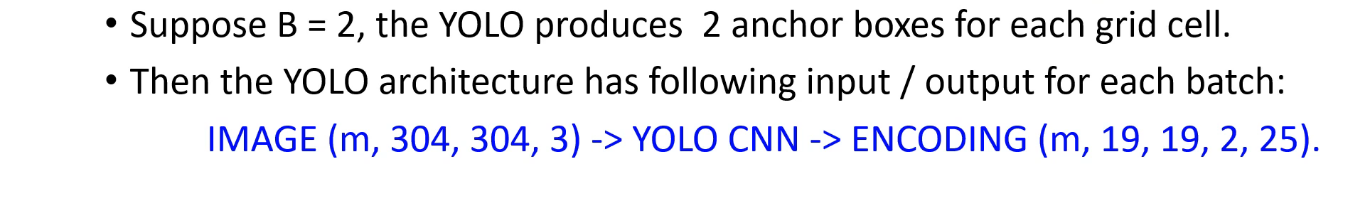 • Suppose B = 2, the YOLO produces  2 anchor boxes for each grid cell.
• Then the YOLO architecture has following input / output for each batch:
IMAGE (m, 304, 304, 3) -> YOLO CNN -> ENCODING (m, 19, 19, 2, 25).